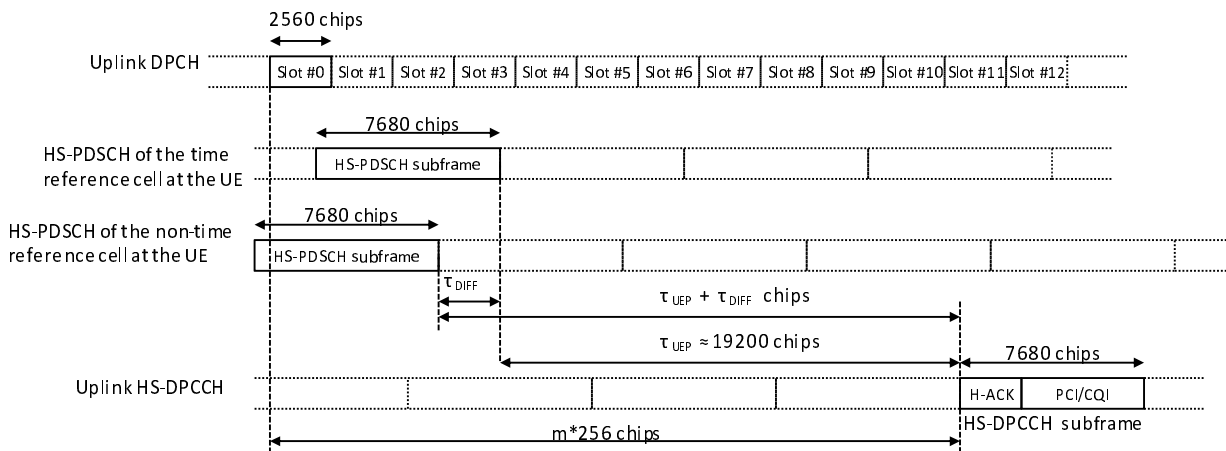 2560 chips
Uplink DPCH
Slot #0 Slot #1 Slot #2 Slot #3 Slot #4 Slot #5 Slot #6 Slot #7 Slot #8 Slot #9 Slot #10 Slot #11 Slot #12
7680 chips
HS-PDSCH of the time
reference cell at the UE
HS-PDSCH subframe
7680 chips
HS-PDSCH of the non-time
reference cell at the UE
HS-PDSCH subframe
τDIFF
τUEP + τDIFF chips
τUEP ≈ 19200 chips
7680 chips
Uplink HS-DPCCH
H-ACK PCI/CQI
HS-DPCCH subframe
m*256 chips